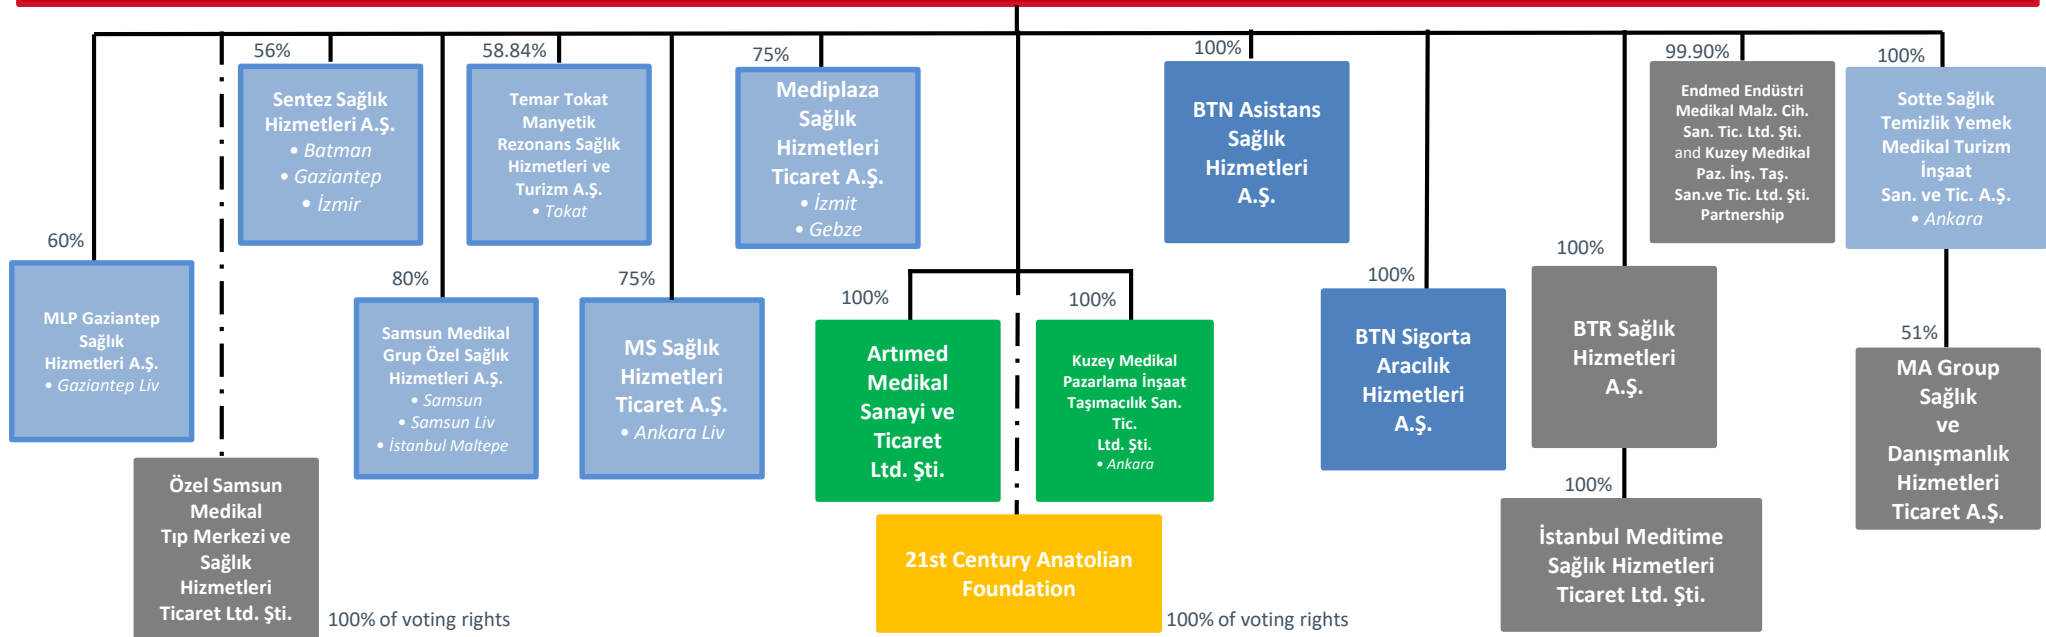 56%
Sentez Sağlık
Hizmetleri A.Ş.
• Batman
• Gaziantep
• İzmir
58.84%
Temar Tokat
Manyetik
Rezonans Sağlık
Hizmetleri ve
Turizm A.Ş.
• Tokat
75%
Mediplaza
Sağlık
Hizmetleri
Ticaret A.Ş.
• İzmit
• Gebze
100%
BTN Asistans
Sağlık
Hizmetleri
A.Ş.
99.90%
Endmed Endüstri
Medikal Malz. Cih.
San. Tic. Ltd. Şti.
and Kuzey Medikal
Paz. İnş. Taş.
San.ve Tic. Ltd. Şti.
Partnership
100%
Sotte Sağlık
Temizlik Yemek
Medikal Turizm
İnşaat
San. ve Tic. A.Ş.
• Ankara
60%
MLP Gaziantep
Sağlık
Hizmetleri A.Ş.
• Gaziantep Liv
80%
Samsun Medikal
Grup Özel Sağlık
Hizmetleri A.Ş.
• Samsun
• Samsun Liv
• İstanbul Maltepe
75%
MS Sağlık
Hizmetleri
Ticaret A.Ş.
• Ankara Liv
100%
Artımed
Medikal
Sanayi ve
Ticaret
Ltd. Şti.
100%
Kuzey Medikal
Pazarlama İnşaat
Taşımacılık San.
Tic.
Ltd. Şti.
• Ankara
100%
BTN Sigorta
Aracılık
Hizmetleri
A.Ş.
100%
BTR Sağlık
Hizmetleri
A.Ş.
51%
MA Group
Sağlık
ve
Danışmanlık
Hizmetleri
Ticaret A.Ş.
Özel Samsun
Medikal
Tıp Merkezi ve
Sağlık
Hizmetleri
Ticaret Ltd. Şti.
100% of voting rights
21st Century Anatolian
Foundation
100% of voting rights
100%
İstanbul Meditime
Sağlık Hizmetleri
Ticaret Ltd. Şti.